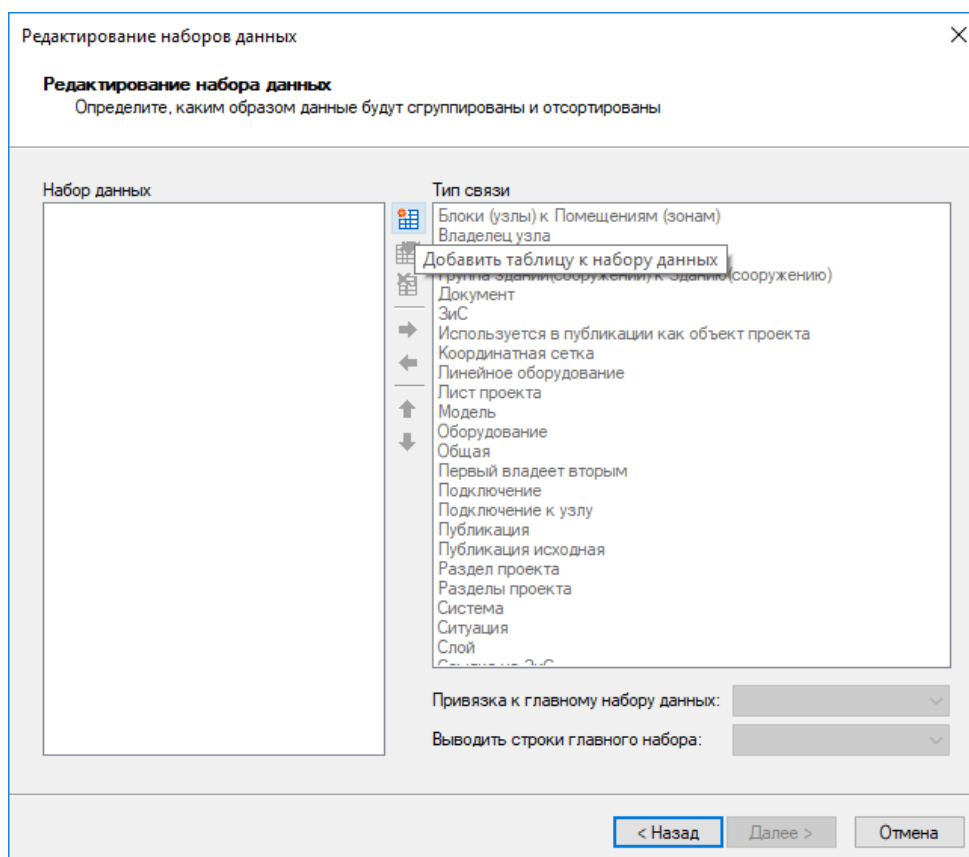 Редактирование наборов данных
Редактирование набора данных
Определите, каким образом данные будут сгруппированы и отсортированы
Набор данных
Тип связи
Блоки (узлы) к Помещениям (зонам)
Владелец узла
Добавить таблицу к набору данных
Группа зданий(сооружений) к Зданию(сооружению)
Документ
ЗиС
Используется в публикации как объект проекта
Координатная сетка
Линейное оборудование
Лист проекта
Модель
Оборудование
Общая
Первый владеет вторым
Подключение
Подключение к узлу
Публикация
Публикация исходная
Раздел проекта
Разделы проекта
Система
Ситуация
Слой
Привязка к главному набору данных:
Выводить строки главного набора:
< Назад
Далее >
Отмена